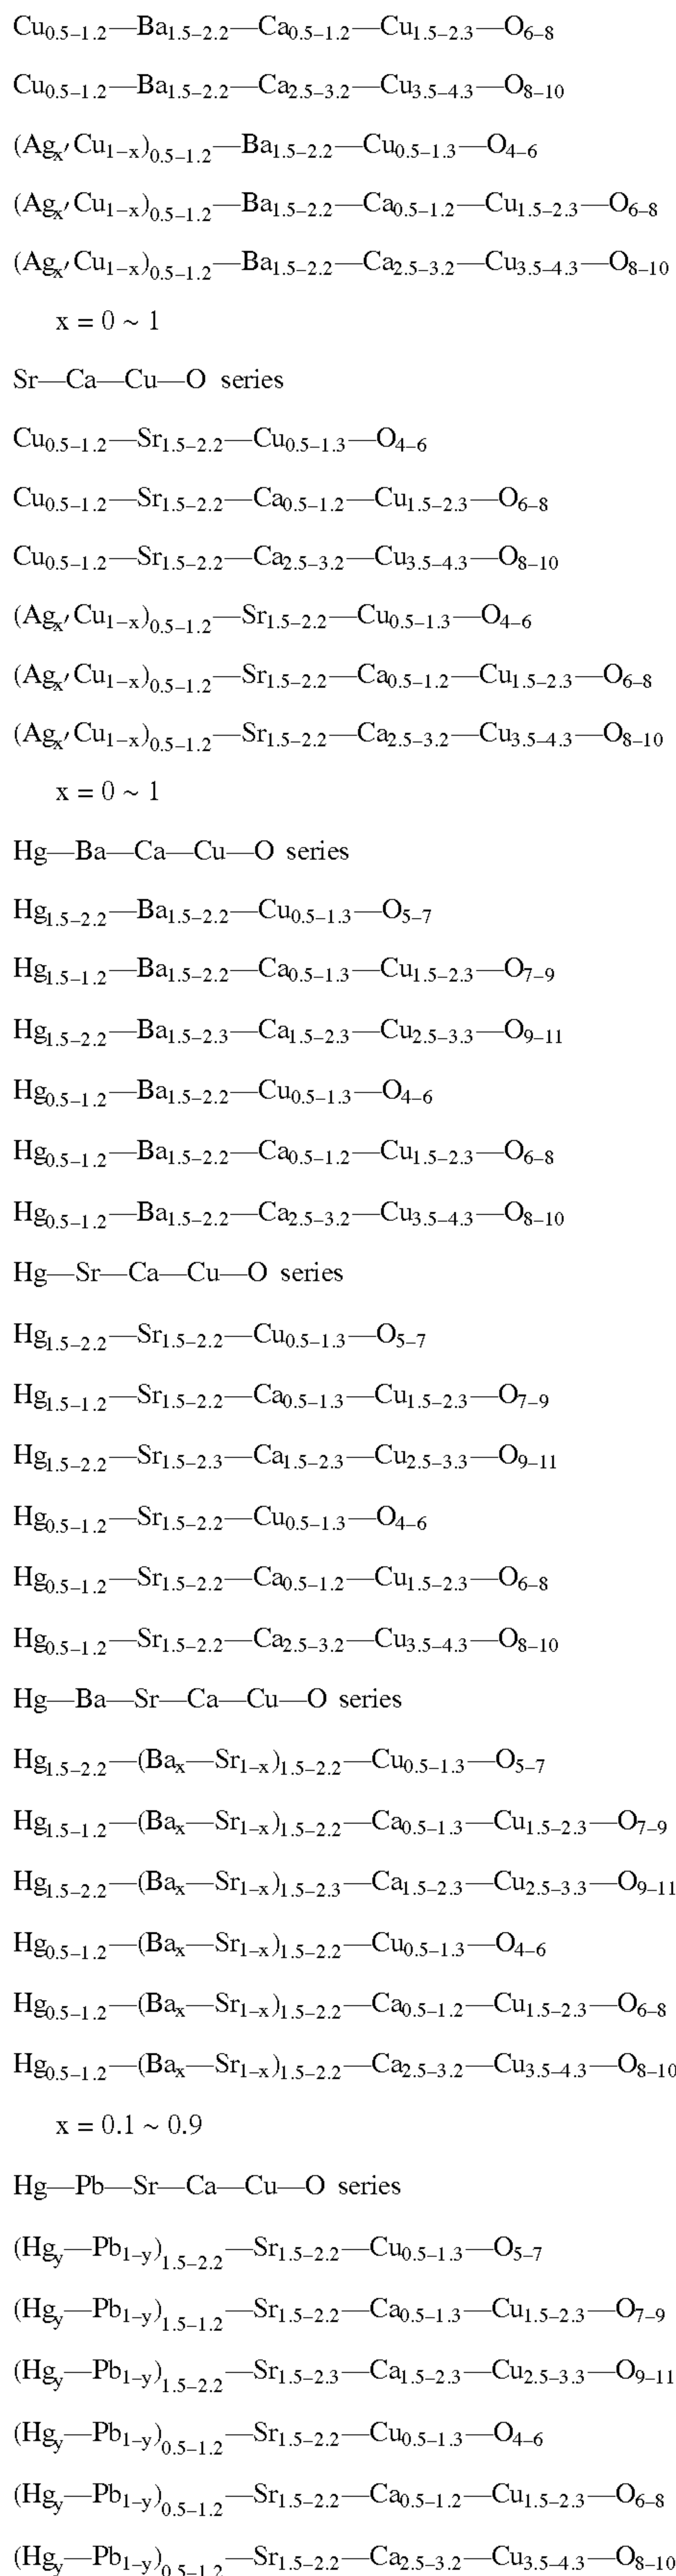 Cu0.5–1.2—Ba1.5–2.2—Ca0.5–1.2—Cu1.5–2.3—O6–8
Cu0.5–1.2—Ba1.5–2.2—Ca2.5–3.2—Cu3.5–4.3—O8–10
(Agx′Cu1–x)0.5–1.2—Ba1.5–2.2—Cu0.5–1.3—O4–6
(Agx′Cu1–x)0.5–1.2—Ba1.5–2.2—Ca0.5–1.2—Cu1.5–2.3—O6–8
(Agx′Cu1–x)0.5–1.2—Ba1.5–2.2—Ca2.5–3.2—Cu3.5–4.3—O8–10
x = 0 ~ 1
Sr—Ca—Cu—O series
Cu0.5–1.2—Sr1.5–2.2—Cu0.5–1.3—O4–6
Cu0.5–1.2—Sr1.5–2.2—Ca0.5–1.2—Cu1.5–2.3—O6–8
Cu0.5–1.2—Sr1.5–2.2—Ca2.5–3.2—Cu3.5–4.3—O8–10
(Agx′Cu1–x)0.5–1.2—Sr1.5–2.2—Cu0.5–1.3—O4–6
(Agx′Cu1–x)0.5–1.2—Sr1.5–2.2—Ca0.5–1.2—Cu1.5–2.3—O6–8
(Agx′Cu1–x)0.5–1.2—Sr1.5–2.2—Ca2.5–3.2—Cu3.5–4.3—O8–10
x = 0 ~ 1
Hg—Ba—Ca—Cu—O series
Hg1.5–2.2—Ba1.5–2.2—Cu0.5–1.3—O5–7
Hg1.5–1.2—Ba1.5–2.2—Ca0.5–1.3—Cu1.5–2.3—O7–9
Hg1.5–2.2—Ba1.5–2.3—Ca1.5–2.3—Cu2.5–3.3—O9–11
Hg0.5–1.2—Ba1.5–2.2—Cu0.5–1.3—O4–6
Hg0.5–1.2—Ba1.5–2.2—Ca0.5–1.2—Cu1.5–2.3—O6–8
Hg0.5–1.2—Ba1.5–2.2—Ca2.5–3.2—Cu3.5–4.3—O8–10
Hg—Sr—Ca—Cu—O series
Hg1.5–2.2—Sr1.5–2.2—Cu0.5–1.3—O5–7
Hg1.5–1.2—Sr1.5–2.2—Ca0.5–1.3—Cu1.5–2.3—O7–9
Hg1.5–2.2—Sr1.5–2.3—Ca1.5–2.3—Cu2.5–3.3—O9–11
Hg0.5–1.2—Sr1.5–2.2—Cu0.5–1.3—O4–6
Hg0.5–1.2—Sr1.5–2.2—Ca0.5–1.2—Cu1.5–2.3—O6–8
Hg0.5–1.2—Sr1.5–2.2—Ca2.5–3.2—Cu3.5–4.3—O8–10
Hg—Ba—Sr—Ca—Cu—O series
Hg1.5–2.2—(Bax—Sr1–x)1.5–2.2—Cu0.5–1.3—O5–7
Hg1.5–1.2—(Bax—Sr1–x)1.5–2.2—Ca0.5–1.3—Cu1.5–2.3—O7–9
Hg1.5–2.2—(Bax—Sr1–x)1.5–2.3—Ca1.5–2.3—Cu2.5–3.3—O9–11
Hg0.5–1.2—(Bax—Sr1–x)1.5–2.2—Cu0.5–1.3—O4–6
Hg0.5–1.2—(Bax—Sr1–x)1.5–2.2—Ca0.5–1.2—Cu1.5–2.3—O6–8
Hg0.5–1.2—(Bax—Sr1–x)1.5–2.2—Ca2.5–3.2—Cu3.5–4.3—O8–10
x = 0.1 ~ 0.9
Hg—Pb—Sr—Ca—Cu—O series
(Hgy—Pb1–y)1.5–2.2—Sr1.5–2.2—Cu0.5–1.3—O5–7
(Hgy—Pb1–y)1.5–1.2—Sr1.5–2.2—Ca0.5–1.3—Cu1.5–2.3—O7–9
(Hgy—Pb1–y)1.5–2.2—Sr1.5–2.3—Ca1.5–2.3—Cu2.5–3.3—O9–11
(Hgy—Pb1–y)0.5–1.2—Sr1.5–2.2—Cu0.5–1.3—O4–6
(Hgy—Pb1–y)0.5–1.2—Sr1.5–2.2—Ca0.5–1.2—Cu1.5–2.3—O6–8
(Hgy—Pb1–y)0.5–1.2—Sr1.5–2.2—Ca2.5–3.2—Cu3.5–4.3—O8–10